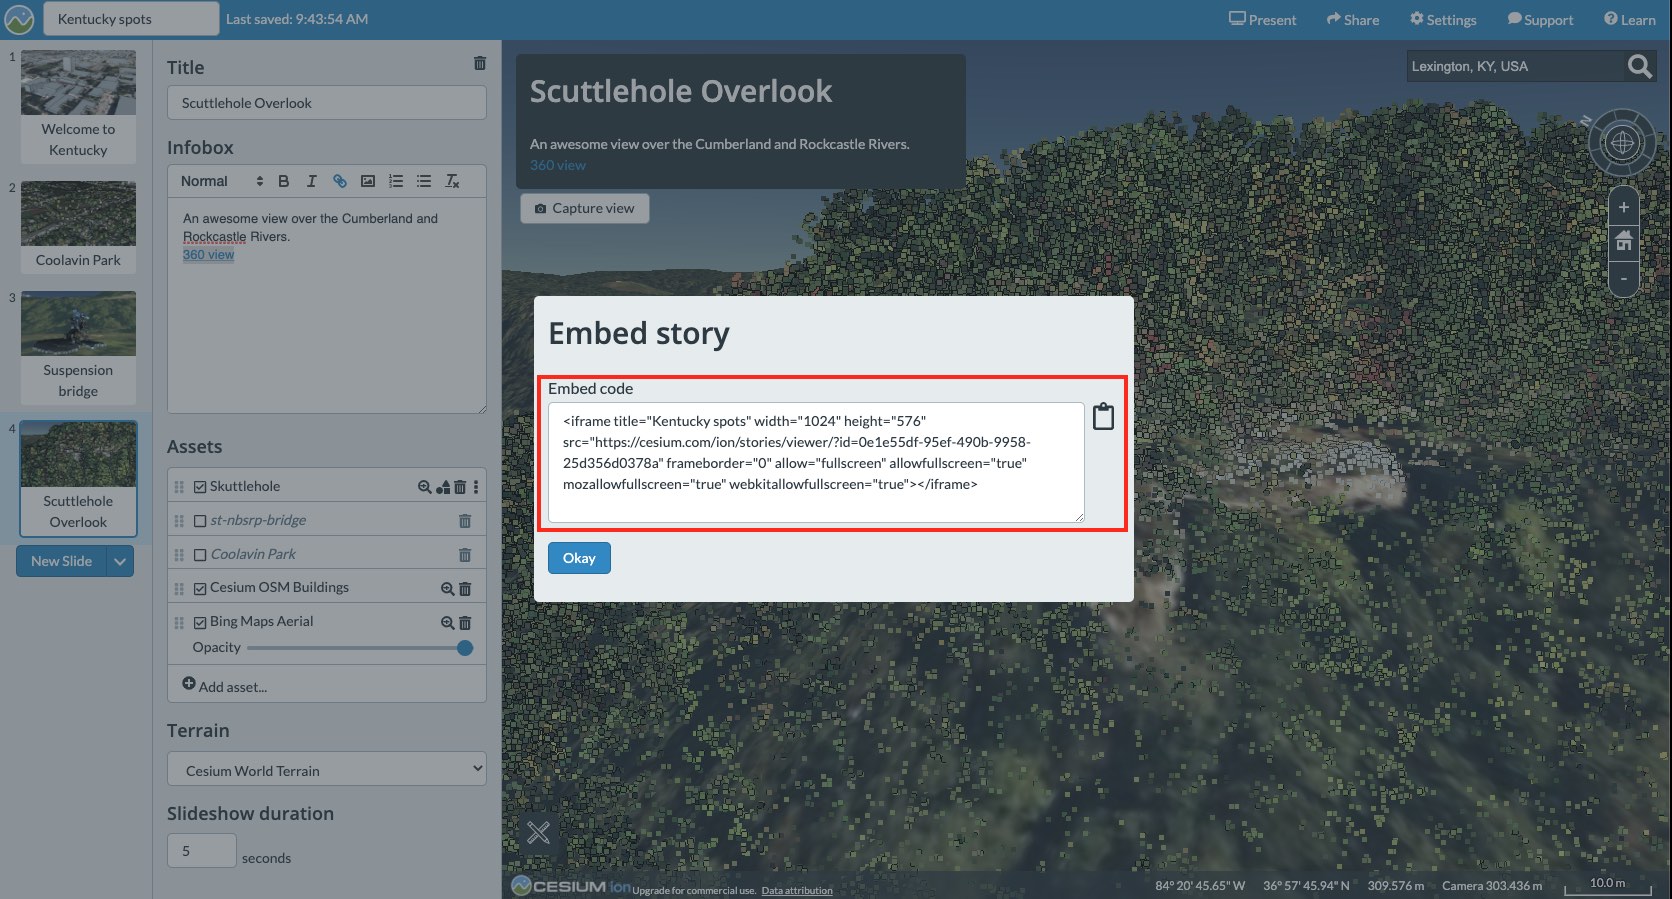 Kentucky spots
Last saved: 9:43:54 AM
Present
Share
Settings
Support
Learn
1
Welcome to
Kentucky
2
Coolavin Park
3
Suspension
bridge
4
Scuttlehole
Overlook
New Slide
Title
Scuttlehole Overlook
Infobox
Normal
An awesome view over the Cumberland and
Rockcastle Rivers.
360 view
Assets
Skuttlehole
st-nbsrp-bridge
Coolavin Park
Cesium OSM Buildings
Bing Maps Aerial
Opacity
Add asset...
Terrain
Cesium World Terrain
Slideshow duration
5
seconds
Scuttlehole Overlook
An awesome view over the Cumberland and Rockcastle Rivers.
360 view
Capture view
Lexington, KY, USA
N
+
-
Embed story
Embed code
<iframe title="Kentucky spots" width="1024" height="576"
src="https://cesium.com/ion/stories/viewer/?id=0e1e55df-95ef-490b-9958-
25d356d0378a" frameborder="0" allow="fullscreen" allowfullscreen="true"
mozallowfullscreen="true" webkitallowfullscreen="true"></iframe>
Okay
CESIUM ion Upgrade for commercial use. Data attribution
84° 20' 45.65" W 36° 57' 45.94" N 309.576 m Camera 303.436 m 10.0 m